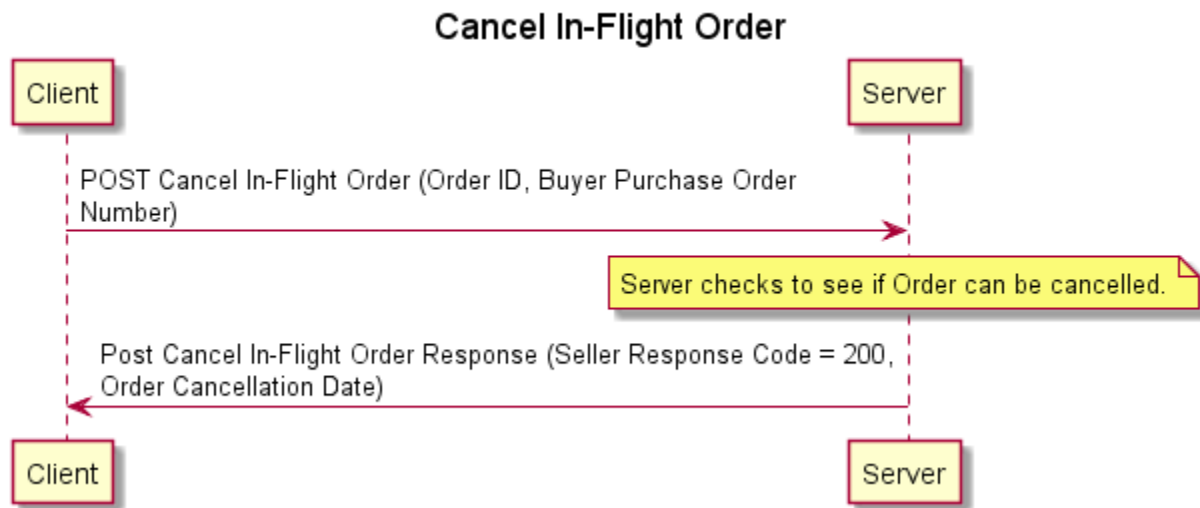 Cancel In-Flight Order
Client
Server
POST Cancel In-Flight Order (Order ID, Buyer Purchase Order
Number)
Server checks to see if Order can be cancelled.
Post Cancel In-Flight Order Response (Seller Response Code = 200,
Order Cancellation Date)
Client
Server